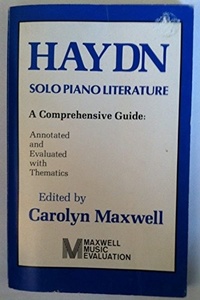 HAYDN
SOLO PIANO LITERATURE
A Comprehensive Guide:
Annotated
and
Evaluated
with
Thematics
Edited by
Carolyn Maxwell
M MAXWELL
MUSIC
EVALUATION